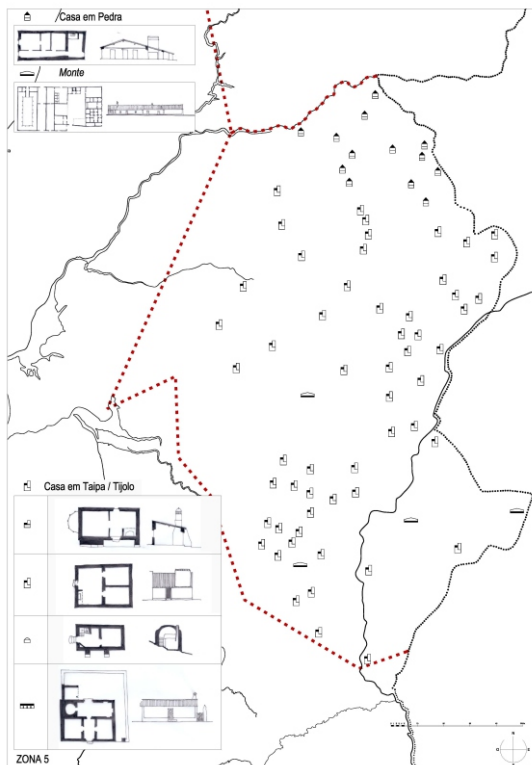 /Casa em Pedra
/ Monte
Casa em Taipa / Tijolo
ZONA 5
N
O
E
S